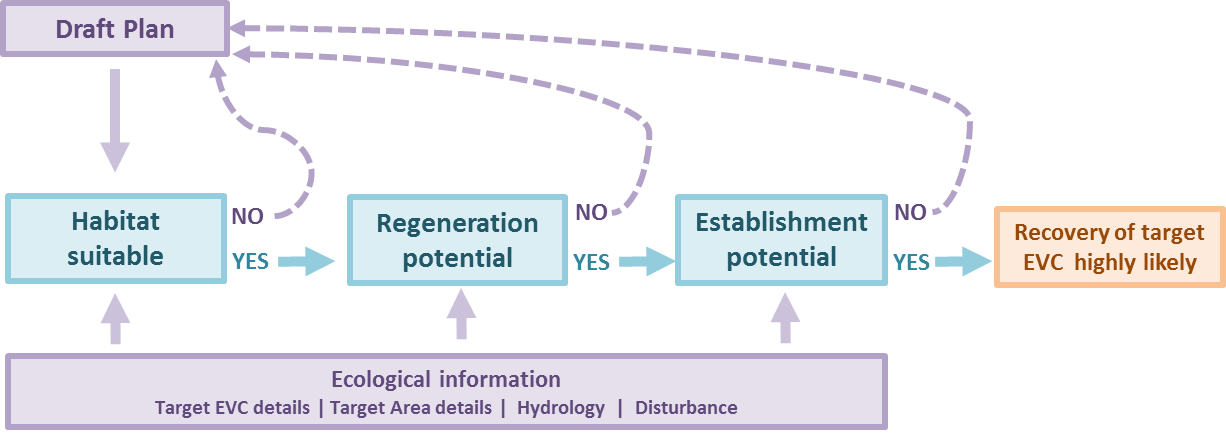 Draft Plan
Habitat
suitable
NO
YES
Regeneration
potential
NO
YES
Establishment
potential
NO
YES
Recovery of target
EVC highly likely
Ecological information
Target EVC details | Target Area details | Hydrology | Disturbance